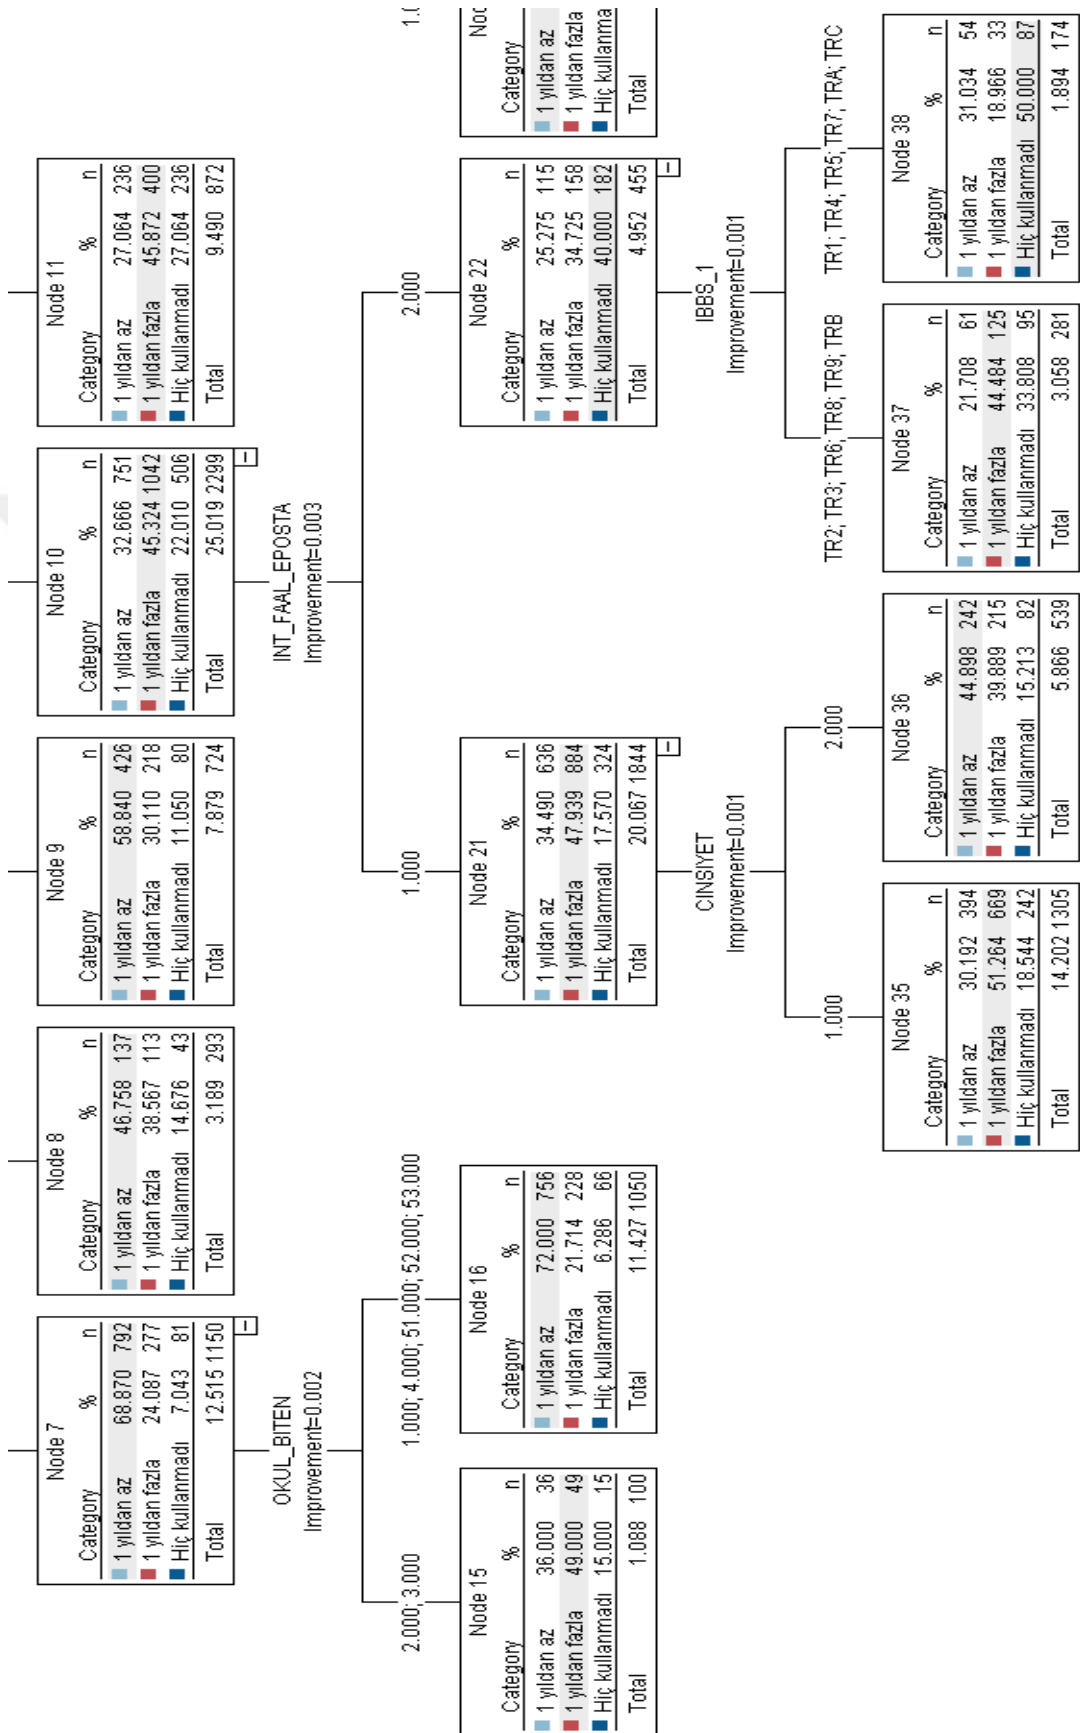 Node 7
Category % n
1 yıldan az 68.870 792
1 yıldan fazla 24.087 277
Hiç kullanmadı 7.043 81
Total 12.515 1150
Node 8
Category % n
1 yıldan az 46.758 137
1 yıldan fazla 38.567 113
Hiç kullanmadı 14.676 43
Total 3.189 293
Node 9
Category % n
1 yıldan az 58.840 426
1 yıldan fazla 30.110 218
Hiç kullanmadı 11.050 80
Total 7.879 724
Node 10
Category % n
1 yıldan az 32.666 751
1 yıldan fazla 45.324 1042
Hiç kullanmadı 22.010 506
Total 25.019 2299
Node 11
Category % n
1 yıldan az 27.064 236
1 yıldan fazla 45.872 400
Hiç kullanmadı 27.064 236
Total 9.490 872
OKUL_BITEN
Improvement=0.002
INT_FAAL_EPOSTA
Improvement=0.003
2.000; 3.000
1.000; 4.000; 51.000; 52.000; 53.000
1.000
2.000
Node 15
Category % n
1 yıldan az 36.000 36
1 yıldan fazla 49.000 49
Hiç kullanmadı 15.000 15
Total 1.088 100
Node 16
Category % n
1 yıldan az 72.000 756
1 yıldan fazla 21.714 228
Hiç kullanmadı 6.286 66
Total 11.427 1050
Node 21
Category % n
1 yıldan az 34.490 636
1 yıldan fazla 47.939 884
Hiç kullanmadı 17.570 324
Total 20.067 1844
Node 22
Category % n
1 yıldan az 25.275 115
1 yıldan fazla 34.725 158
Hiç kullanmadı 40.000 182
Total 4.952 455
Category
1 yıldan az
1 yıldan fazla
Hiç kullanma
Total
CINSIYET
Improvement=0.001
IBBS_1
Improvement=0.001
1.000
2.000
TR2; TR3; TR6; TR8; TR9; TRB
TR1; TR4; TR5; TR7; TRA; TRC
Node 35
Category % n
1 yıldan az 30.192 394
1 yıldan fazla 51.264 669
Hiç kullanmadı 18.544 242
Total 14.202 1305
Node 36
Category % n
1 yıldan az 44.898 242
1 yıldan fazla 39.889 215
Hiç kullanmadı 15.213 82
Total 5.866 539
Node 37
Category % n
1 yıldan az 21.708 61
1 yıldan fazla 44.484 125
Hiç kullanmadı 33.808 95
Total 3.058 281
Node 38
Category % n
1 yıldan az 31.034 54
1 yıldan fazla 18.966 33
Hiç kullanmadı 50.000 87
Total 1.894 174